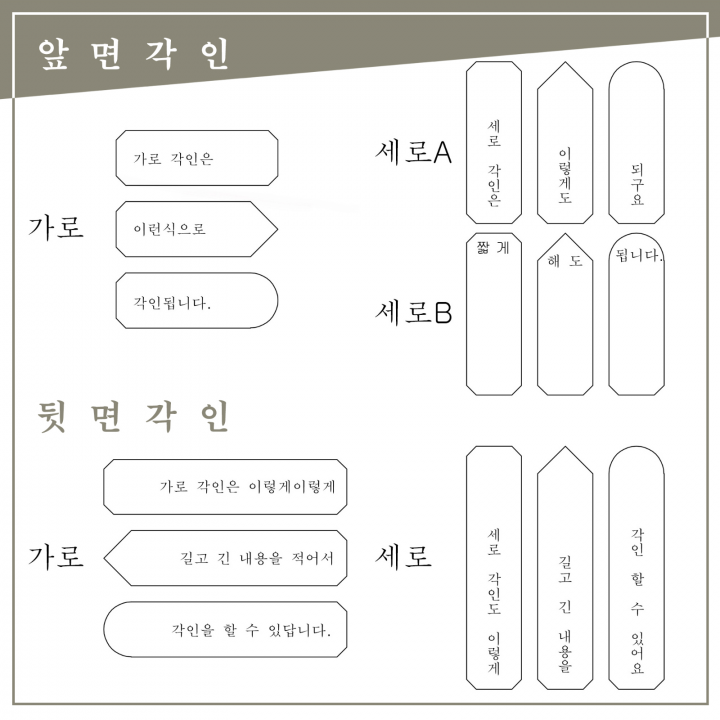 앞면각인
가로
가로 각인은
이런식으로
각인됩니다.
세로A
세로 각인은
이렇게도
되구요
세로B
짧게
해 도
됩니다.
뒷면각인
가로
가로 각인은 이렇게이렇게
길고 긴 내용을 적어서
각인을 할 수 있답니다.
세로
세로 각인도 이렇게
길고 긴 내용을
각인 할 수 있어요